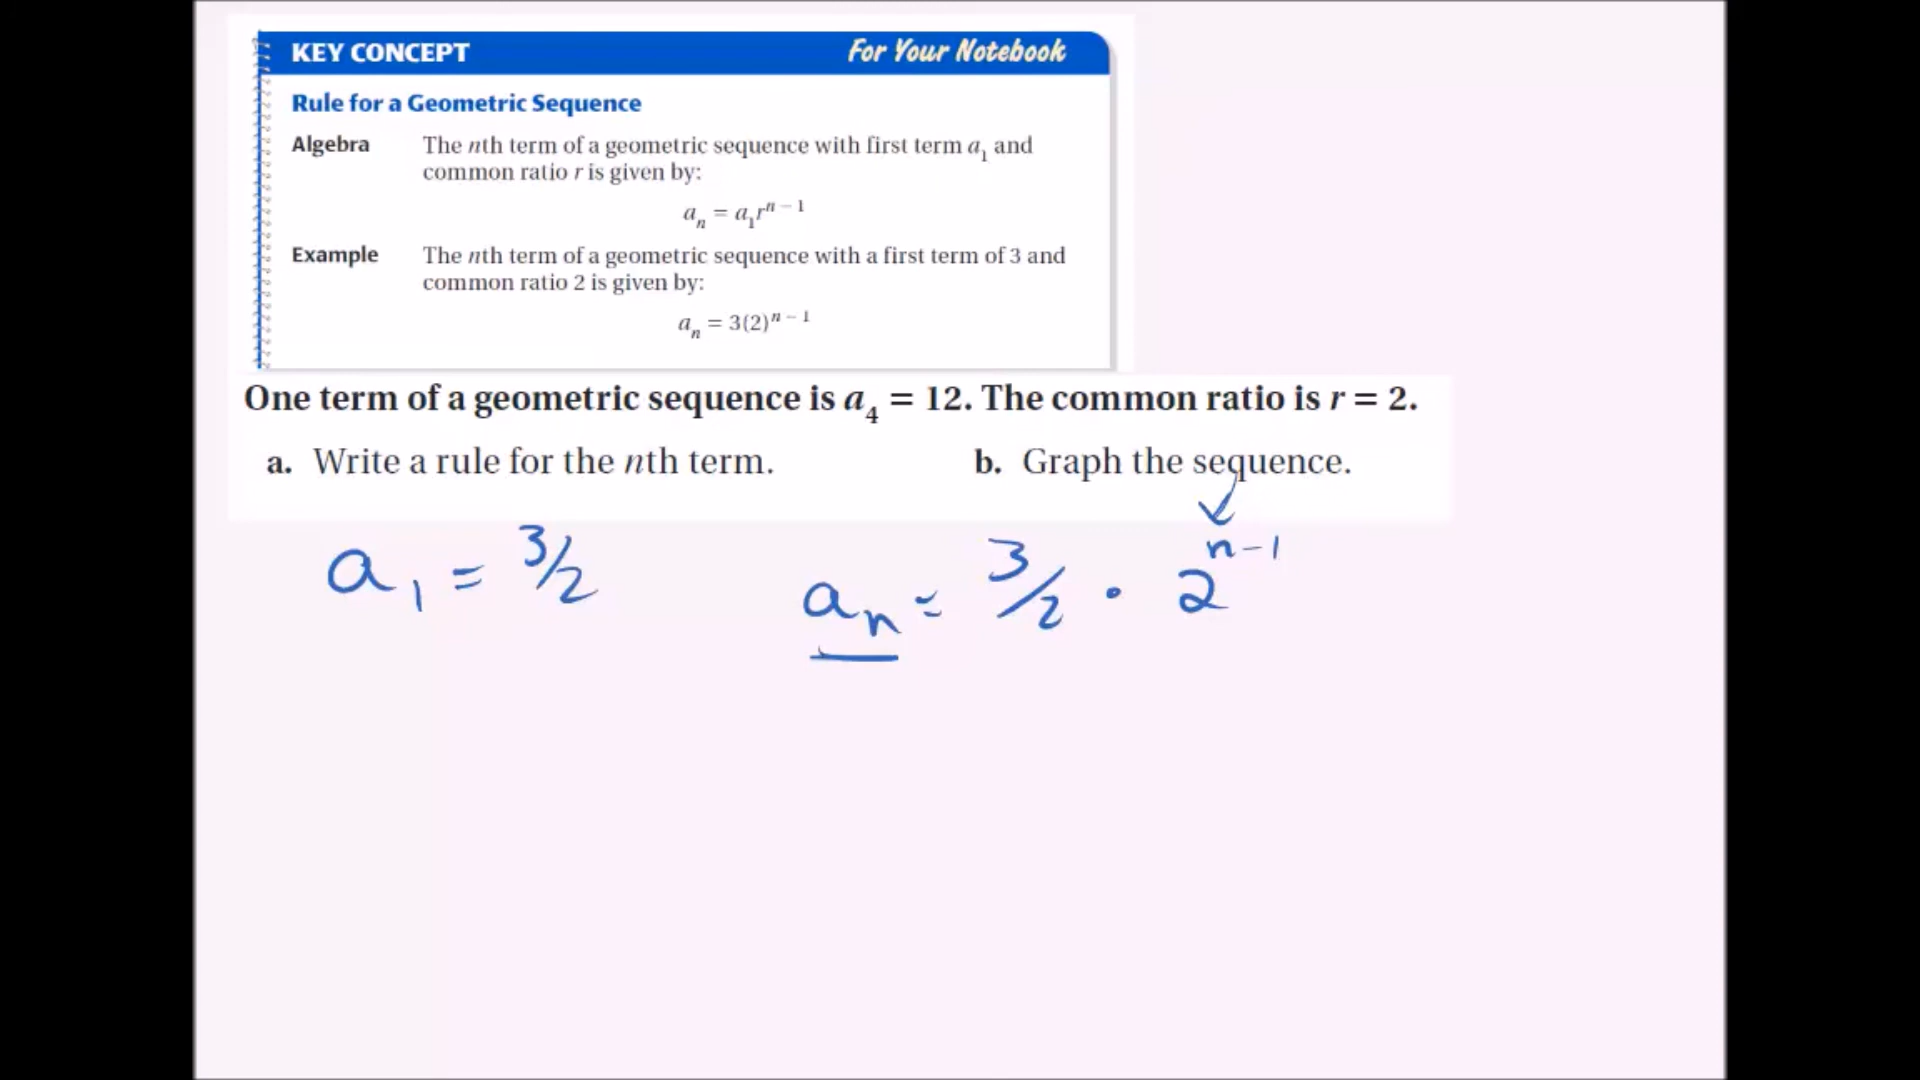 KEY CONCEPT For Your Notebook
Rule for a Geometric Sequence
Algebra The nth term of a geometric sequence with first term a₁ and
common ratio r is given by:
aₙ = a₁rⁿ⁻¹
Example The nth term of a geometric sequence with a first term of 3 and
common ratio 2 is given by:
aₙ = 3(2)ⁿ⁻¹
One term of a geometric sequence is a₄ = 12. The common ratio is r = 2.
a. Write a rule for the nth term. b. Graph the sequence.
a₁ = 3/2 aₙ = 3/2 · 2ⁿ⁻¹